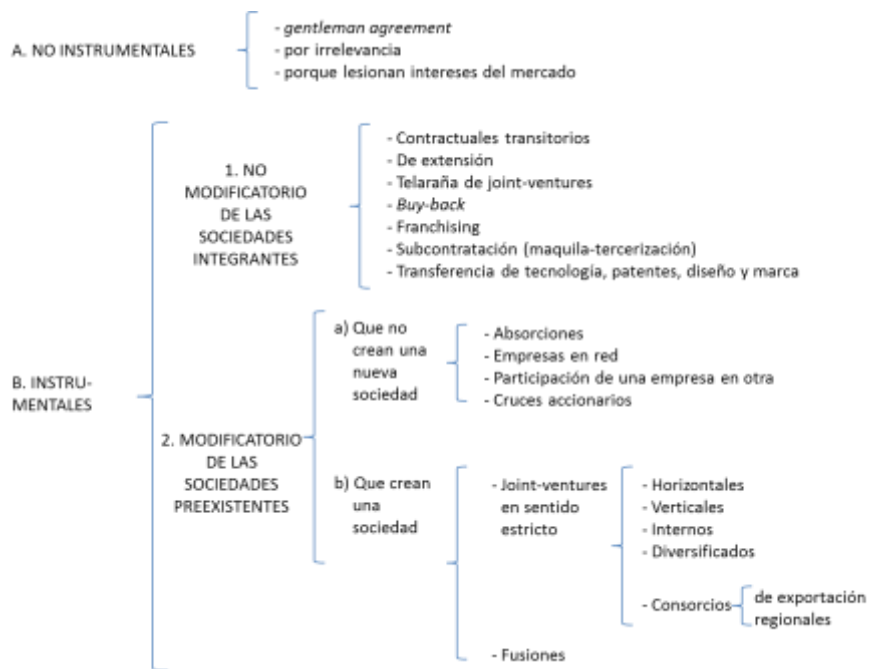 A. NO INSTRUMENTALES
- gentleman agreement
- por irrelevancia
- porque lesionan intereses del mercado
B. INSTRU-
MENTALES
1. NO
MODIFICATORIO
DE LAS
SOCIEDADES
INTEGRANTES
- Contractuales transitorios
- De extensión
- Telaraña de joint-ventures
- Buy-back
- Franchising
- Subcontratación (maquila-tercerización)
- Transferencia de tecnología, patentes, diseño y marca
2. MODIFICATORIO
DE LAS
SOCIEDADES
PREEXISTENTES
a) Que no
crean una
nueva
sociedad
- Absorciones
- Empresas en red
- Participación de una empresa en otra
- Cruces accionarios
b) Que crean
una
sociedad
- Joint-ventures
en sentido
estricto
- Horizontales
- Verticales
- Internos
- Diversificados
- Consorcios
de exportación
regionales
- Fusiones